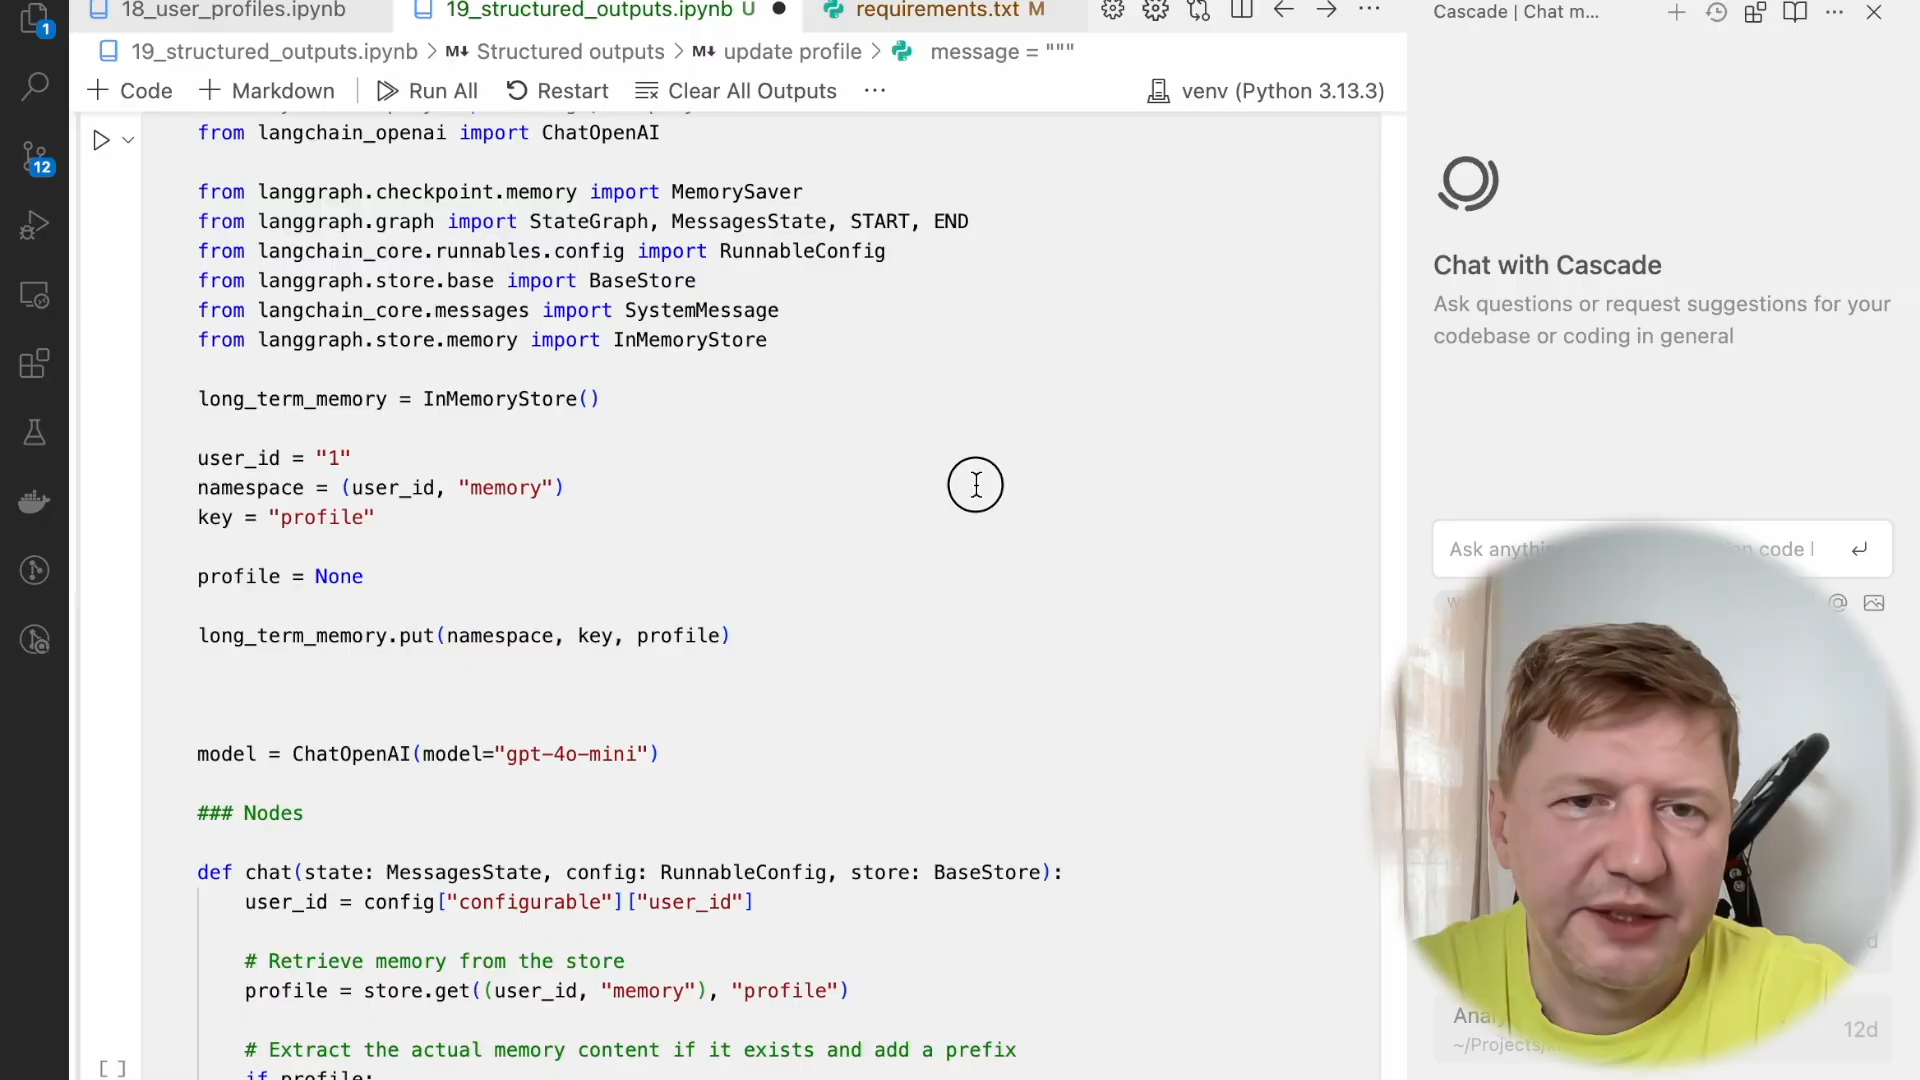 18_user_profiles.ipynb
19_structured_outputs.ipynb U
requirements.txt M
Cascade | Chat m...
1
19_structured_outputs.ipynb > M↓ Structured outputs > M↓ update profile > message = """
+ Code + Markdown Run All Restart Clear All Outputs ... venv (Python 3.13.3)
12
from langchain_openai import ChatOpenAI
from langgraph.checkpoint.memory import MemorySaver
from langgraph.graph import StateGraph, MessagesState, START, END
from langchain_core.runnables.config import RunnableConfig
from langgraph.store.base import BaseStore
from langchain_core.messages import SystemMessage
from langgraph.store.memory import InMemoryStore
long_term_memory = InMemoryStore()
user_id = "1"
namespace = (user_id, "memory")
key = "profile"
profile = None
long_term_memory.put(namespace, key, profile)
model = ChatOpenAI(model="gpt-4o-mini")
### Nodes
def chat(state: MessagesState, config: RunnableConfig, store: BaseStore):
user_id = config["configurable"]["user_id"]
# Retrieve memory from the store
profile = store.get((user_id, "memory"), "profile")
# Extract the actual memory content if it exists and add a prefix
if profile:
[ ]
Chat with Cascade
Ask questions or request suggestions for your
codebase or coding in general
Ask code
12d
~/Projects/